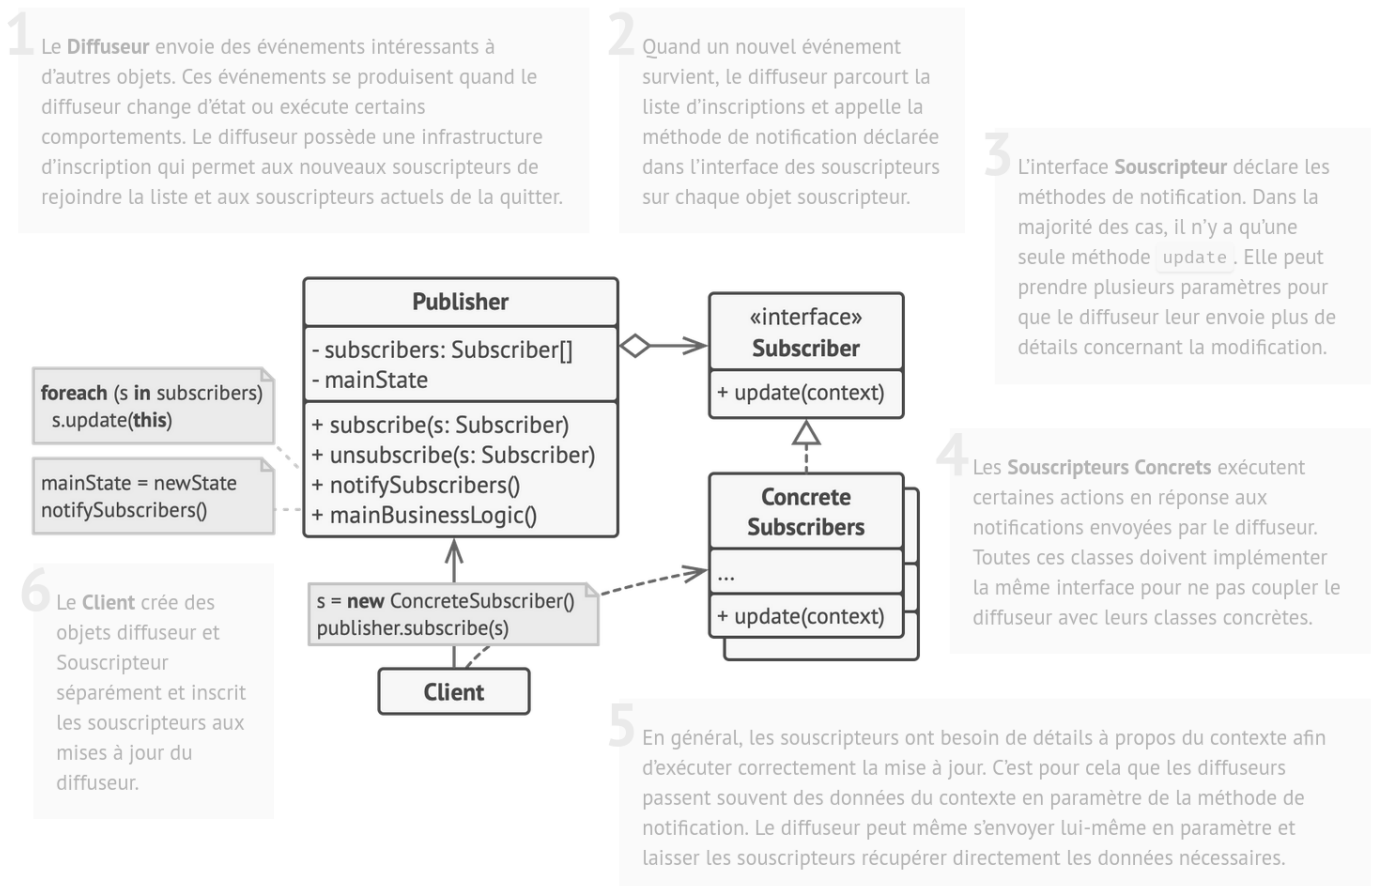 1
Le Diffuseur envoie des événements intéressants à
d'autres objets. Ces événements se produisent quand le
diffuseur change d'état ou exécute certains
comportements. Le diffuseur possède une infrastructure
d'inscription qui permet aux nouveaux souscripteurs de
rejoindre la liste et aux souscripteurs actuels de la quitter.
2
Quand un nouvel événement
survient, le diffuseur parcourt la
liste d'inscriptions et appelle la
méthode de notification déclarée
dans l'interface des souscripteurs
sur chaque objet souscripteur.
3
L'interface Souscripteur déclare les
méthodes de notification. Dans la
majorité des cas, il n'y a qu'une
seule méthode update. Elle peut
prendre plusieurs paramètres pour
que le diffuseur leur envoie plus de
détails concernant la modification.
Publisher
- subscribers: Subscriber[]
- mainState
+ subscribe(s: Subscriber)
+ unsubscribe(s: Subscriber)
+ notifySubscribers()
+ mainBusinessLogic()
«interface»
Subscriber
+ update(context)
foreach (s in subscribers)
s.update(this)
mainState = newState
notifySubscribers()
Concrete
Subscribers
...
+ update(context)
4
Les Souscripteurs Concrets exécutent
certaines actions en réponse aux
notifications envoyées par le diffuseur.
Toutes ces classes doivent implémenter
la même interface pour ne pas coupler le
diffuseur avec leurs classes concrètes.
s = new ConcreteSubscriber()
publisher.subscribe(s)
Client
6
Le Client crée des
objets diffuseur et
Souscripteur
séparément et inscrit
les souscripteurs aux
mises à jour du
diffuseur.
5
En général, les souscripteurs ont besoin de détails à propos du contexte afin
d'exécuter correctement la mise à jour. C'est pour cela que les diffuseurs
passent souvent des données du contexte en paramètre de la méthode de
notification. Le diffuseur peut même s'envoyer lui-même en paramètre et
laisser les souscripteurs récupérer directement les données nécessaires.